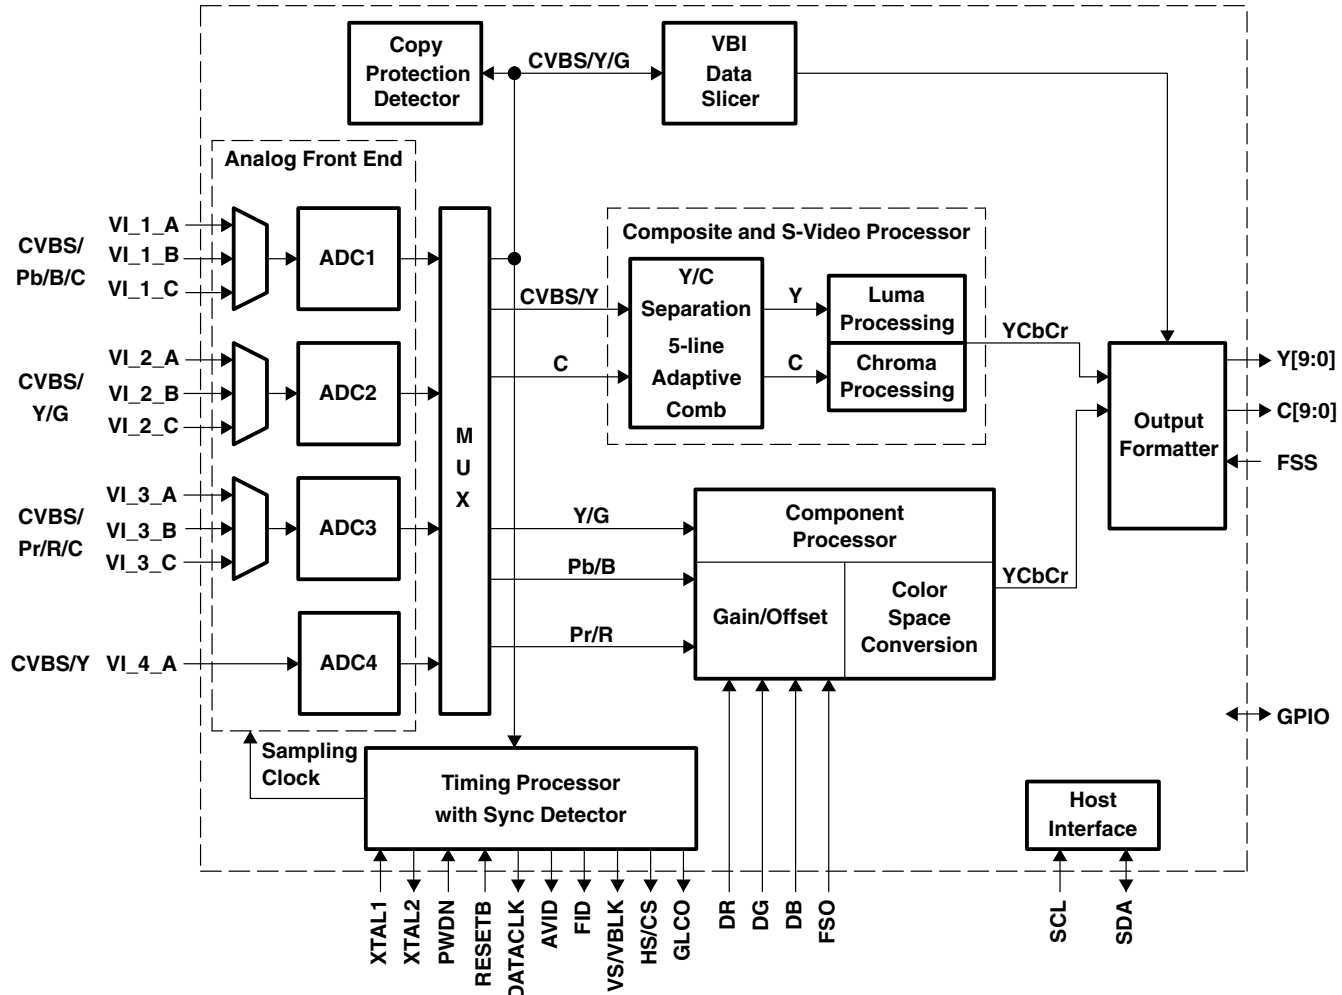 Copy
Protection
Detector
CVBS/Y/G
VBI
Data
Slicer
Analog Front End
CVBS/
Pb/B/C
VI_1_A
VI_1_B
VI_1_C
ADC1
CVBS/
Y/G
VI_2_A
VI_2_B
VI_2_C
ADC2
CVBS/
Pr/R/C
VI_3_A
VI_3_B
VI_3_C
ADC3
CVBS/Y
VI_4_A
ADC4
M
U
X
Composite and S-Video Processor
CVBS/Y
C
Y/C
Separation
5-line
Adaptive
Comb
Y
C
Luma
Processing
Chroma
Processing
YCbCr
Output
Formatter
Y[9:0]
C[9:0]
FSS
Y/G
Pb/B
Pr/R
Component
Processor
Gain/Offset
Color
Space
Conversion
YCbCr
GPIO
Sampling
Clock
Timing Processor
with Sync Detector
Host
Interface
XTAL1
XTAL2
PWDN
RESETB
DATACLK
AVID
FID
VS/VBLK
HS/CS
GLCO
DR
DG
DB
FSO
SCL
SDA